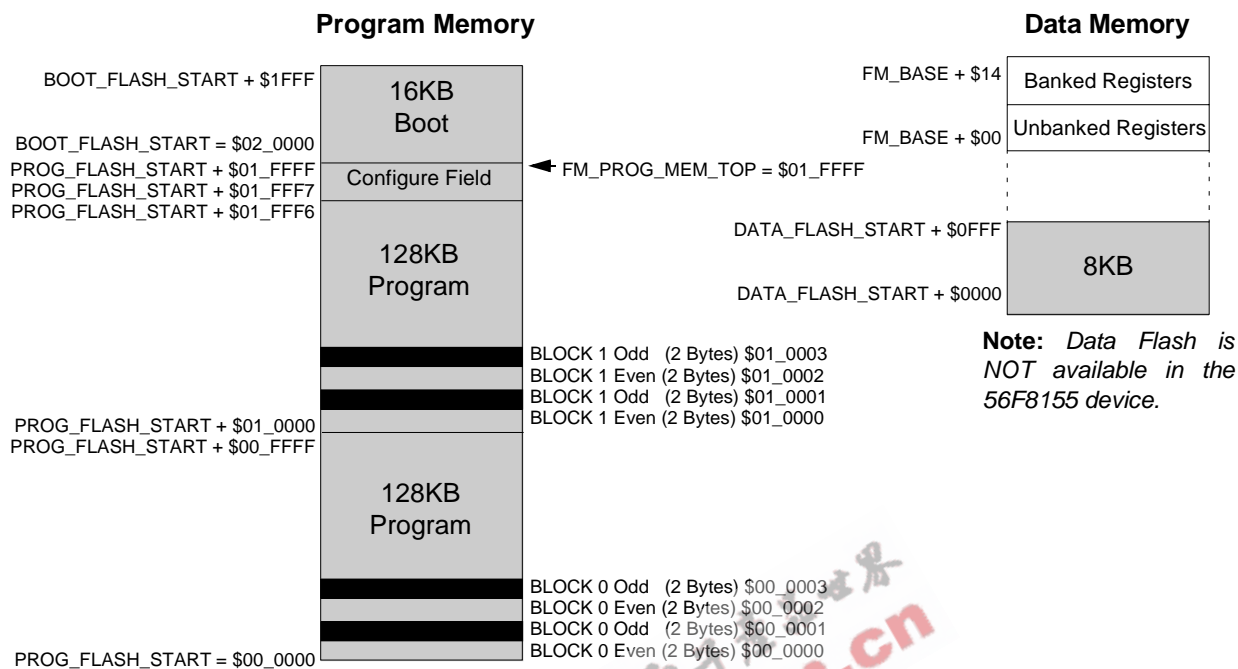 Program Memory
BOOT_FLASH_START + $1FFF
16KB
Boot
BOOT_FLASH_START = $02_0000
PROG_FLASH_START + $01_FFFF
FM_PROG_MEM_TOP = $01_FFFF
Configure Field
PROG_FLASH_START + $01_FFF7
PROG_FLASH_START + $01_FFF6
128KB
Program
BLOCK 1 Odd (2 Bytes) $01_0003
BLOCK 1 Even (2 Bytes) $01_0002
BLOCK 1 Odd (2 Bytes) $01_0001
BLOCK 1 Even (2 Bytes) $01_0000
PROG_FLASH_START + $01_0000
PROG_FLASH_START + $00_FFFF
128KB
Program
BLOCK 0 Odd (2 Bytes) $00_0003
BLOCK 0 Even (2 Bytes) $00_0002
BLOCK 0 Odd (2 Bytes) $00_0001
BLOCK 0 Even (2 Bytes) $00_0000
PROG_FLASH_START = $00_0000
Data Memory
FM_BASE + $14
Banked Registers
FM_BASE + $00
Unbanked Registers
DATA_FLASH_START + $0FFF
8KB
DATA_FLASH_START + $0000
Note: Data Flash is
NOT available in the
56F8155 device.
.cn